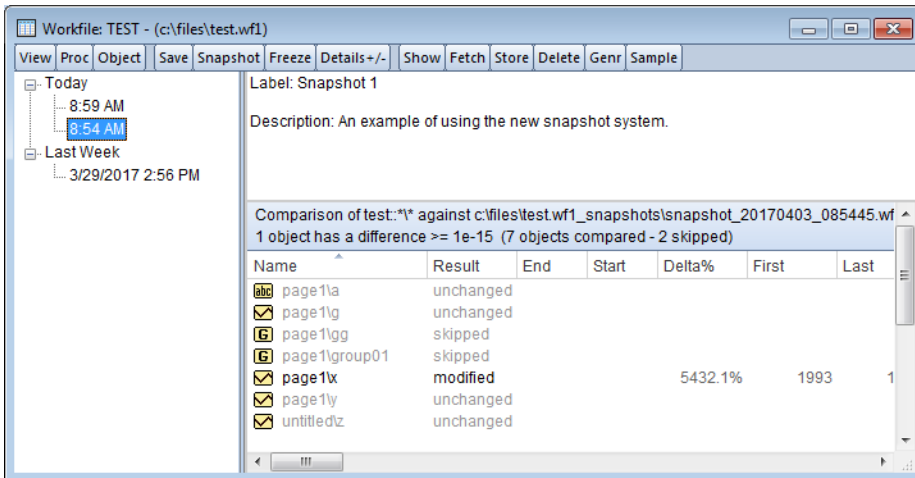 Workfile: TEST - (c:\files\test.wf1)
View Proc Object Save Snapshot Freeze Details+/- Show Fetch Store Delete Genr Sample
Today
8:59 AM
8:54 AM
Last Week
3/29/2017 2:56 PM
Label: Snapshot 1
Description: An example of using the new snapshot system.
Comparison of test::*\* against c:\files\test.wf1_snapshots\snapshot_20170403_085445.wf
1 object has a difference >= 1e-15 (7 objects compared - 2 skipped)
Name Result End Start Delta% First Last
abc page1\a unchanged
page1\g unchanged
G page1\gg skipped
G page1\group01 skipped
page1\x modified 5432.1% 1993 1
page1\y unchanged
untitled\z unchanged